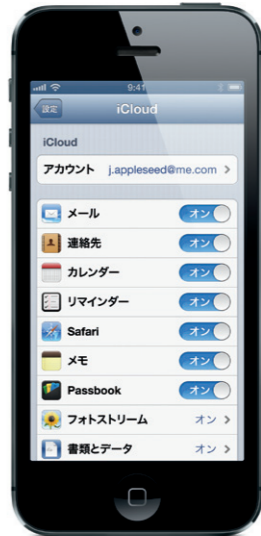 9:41
設定
iCloud
iCloud
アカウント j.appleseed@me.com
メール オン
連絡先 オン
カレンダー オン
リマインダー オン
Safari オン
メモ オン
Passbook オン
フォトストリーム オン
書類とデータ オン